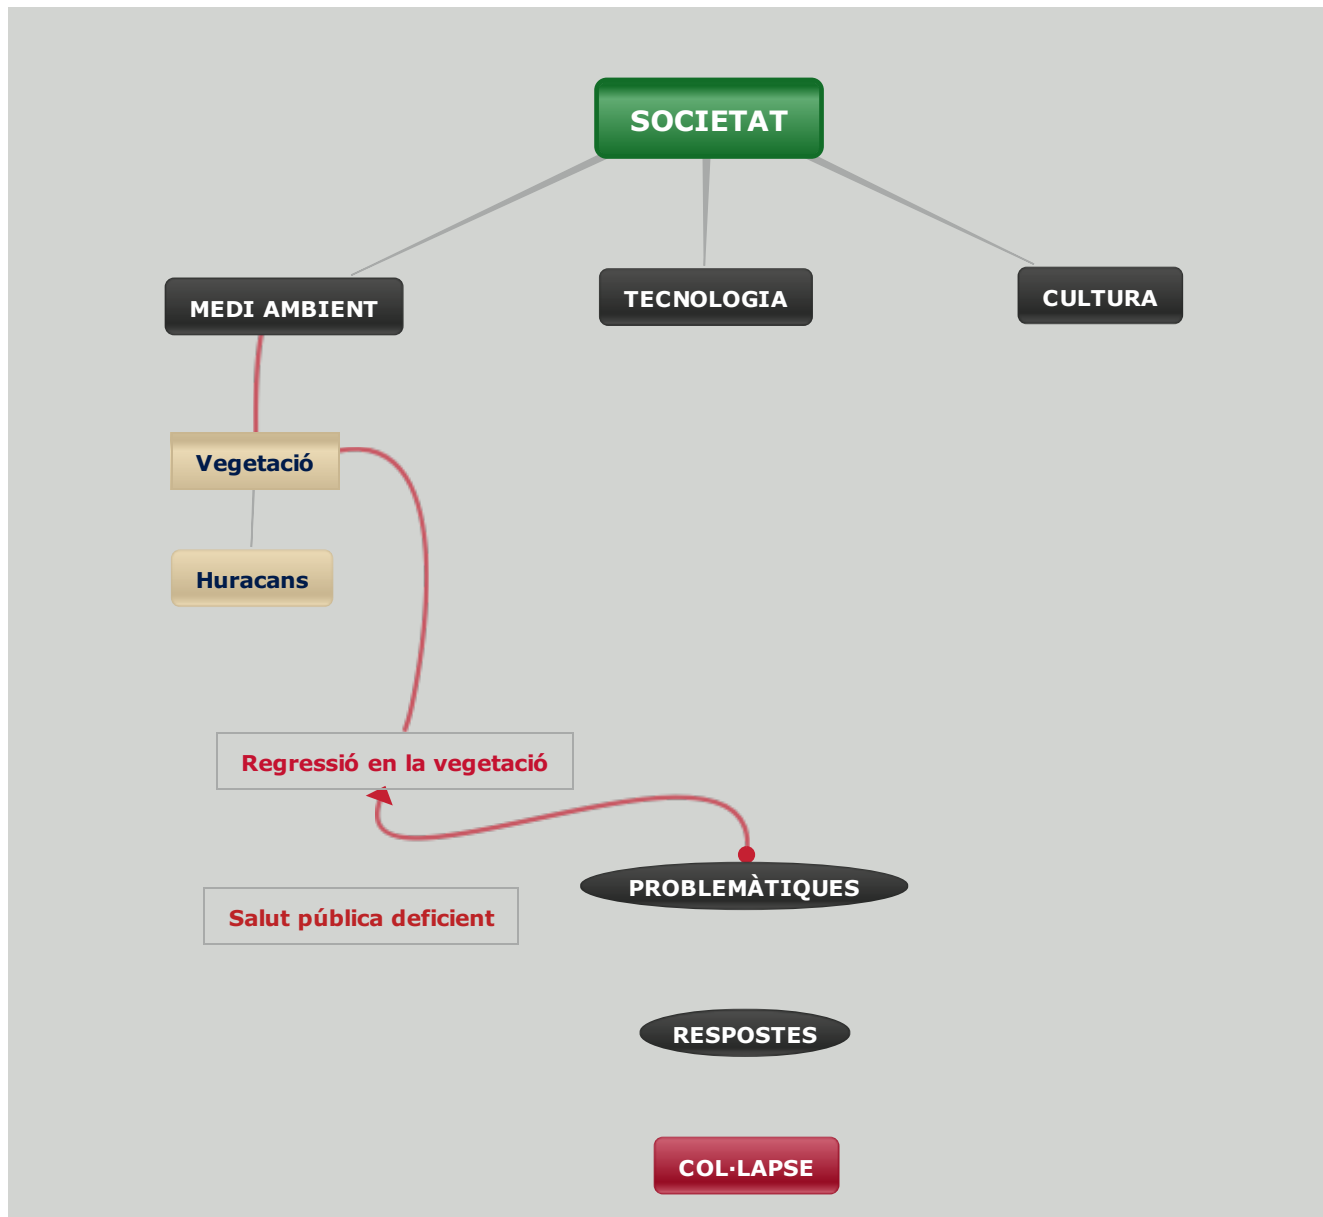 SOCIETAT
MEDI AMBIENT
TECNOLOGIA
CULTURA
Vegetació
Huracans
Regressió en la vegetació
PROBLEMÀTIQUES
Salut pública deficient
RESPOSTES
COL·LAPSE